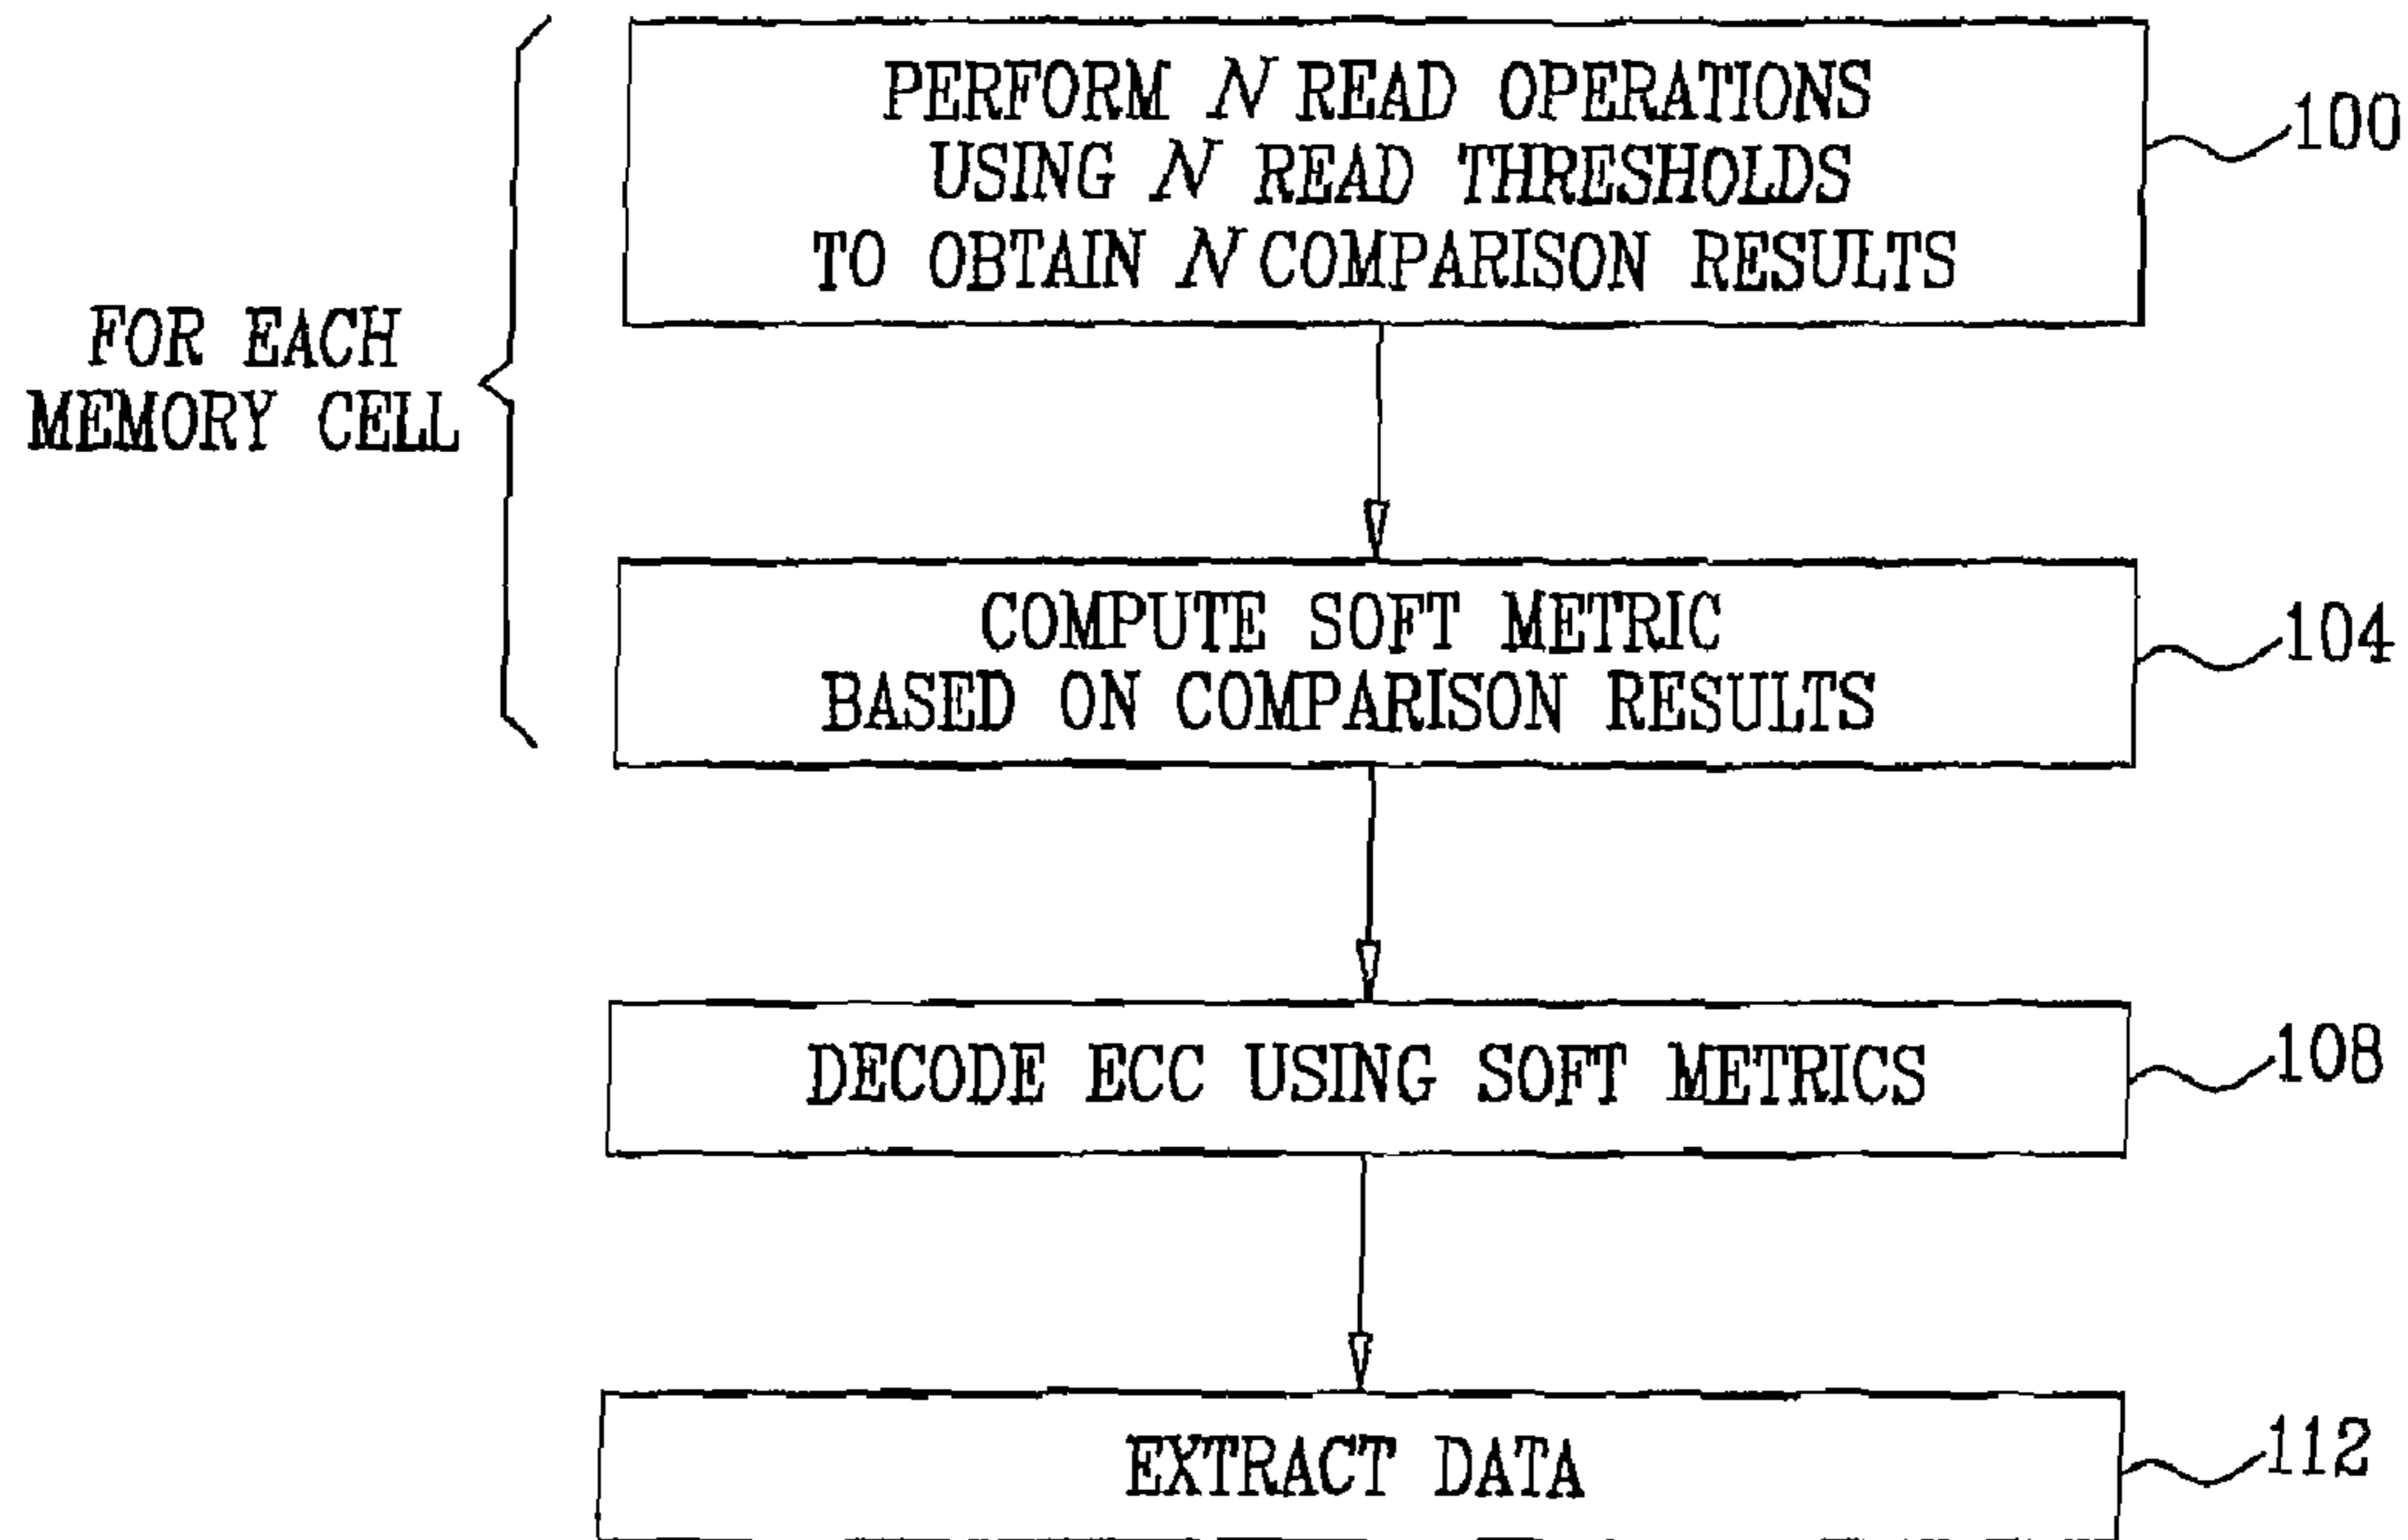 PERFORM N READ OPERATIONS
USING N READ THRESHOLDS
TO OBTAIN N COMPARISON RESULTS
100
FOR EACH
MEMORY CELL
COMPUTE SOFT METRIC
BASED ON COMPARISON RESULTS
104
DECODE ECC USING SOFT METRICS
108
EXTRACT DATA
112